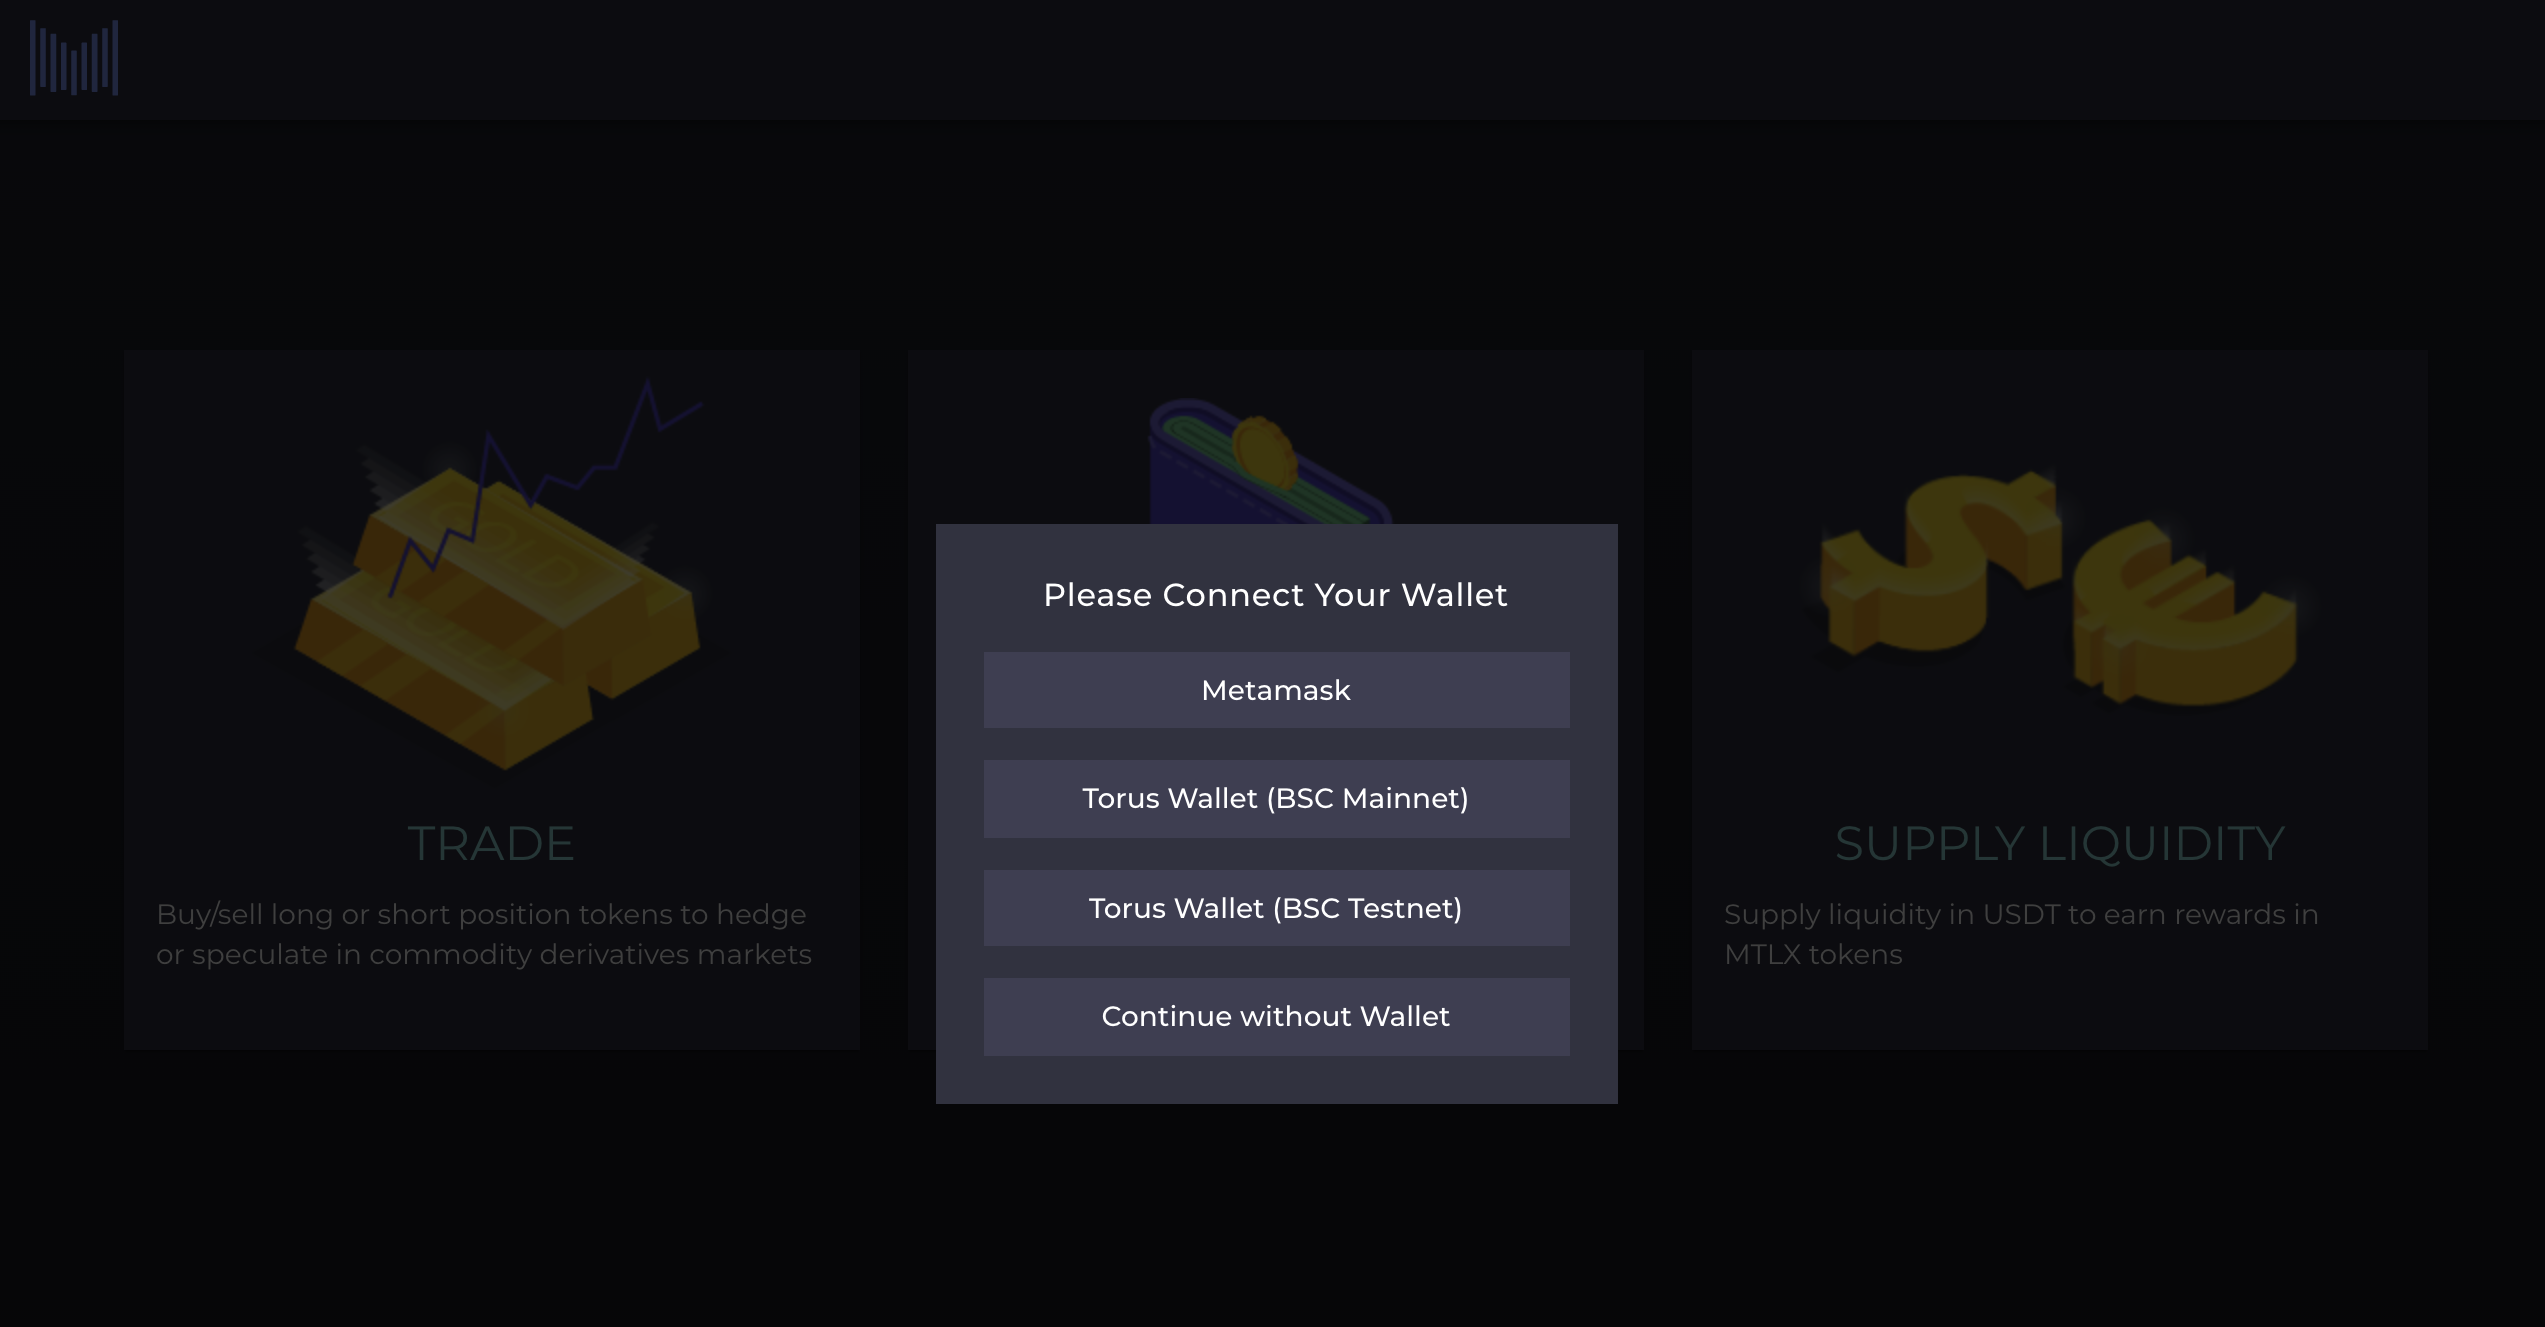 GOLD
TRADE
Buy/sell long or short position tokens to hedge
or speculate in commodity derivatives markets
Please Connect Your Wallet
Metamask
Torus Wallet (BSC Mainnet)
Torus Wallet (BSC Testnet)
Continue without Wallet
SUPPLY LIQUIDITY
Supply liquidity in USDT to earn rewards in
MTLX tokens